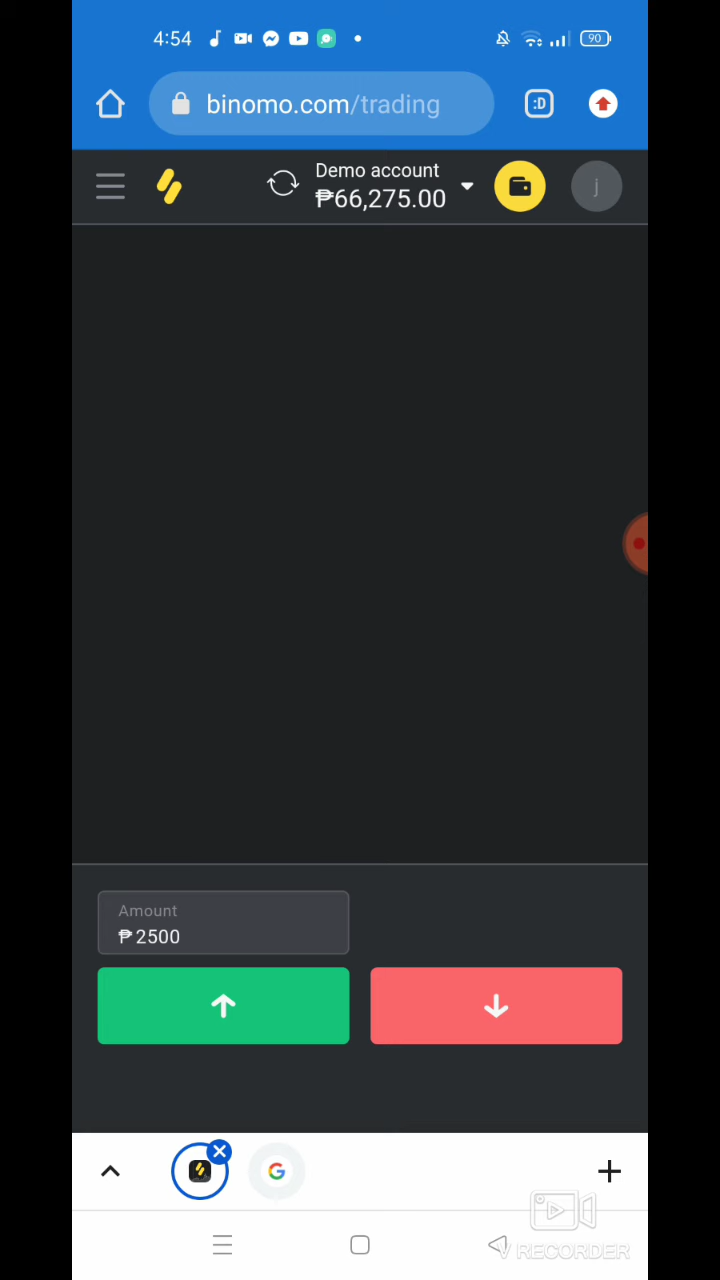 4:54
90
binomo.com/trading
:D
Demo account
₱66,275.00
j
Amount
₱2500
V RECORDER